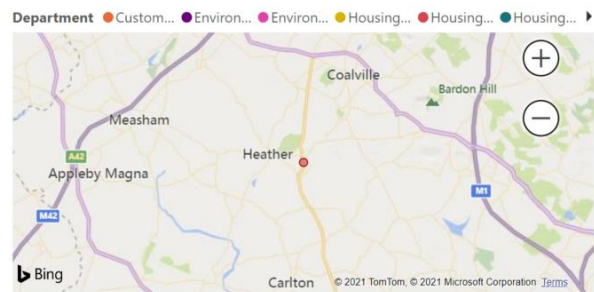 Department Custom... Environ... Environ... Housing... Housing... Housing...
Coalville
Bardon Hill
Measham
Heather
A42
Appleby Magna
M1
M42
Bing
Carlton
© 2021 TomTom, © 2021 Microsoft Corporation Terms